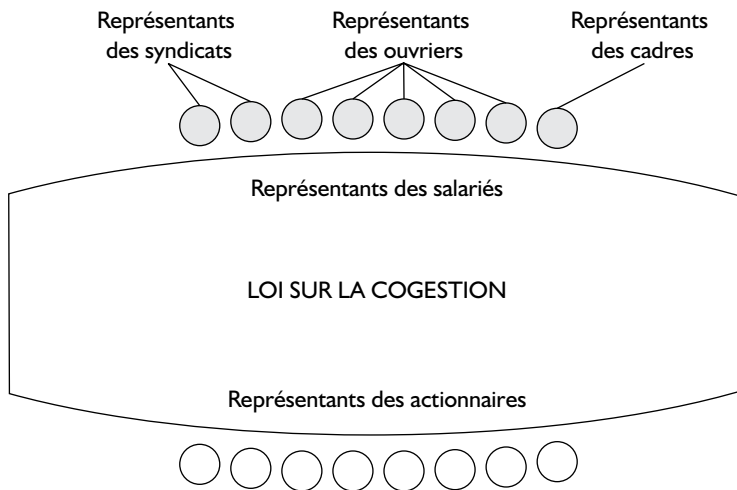 Représentants
des syndicats
Représentants
des ouvriers
Représentants
des cadres
Représentants des salariés
LOI SUR LA COGESTION
Représentants des actionnaires